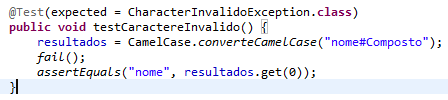 @Test(expected = CharacterInvalidoException.class)
public void testCaractereInvalido() {
    resultados = CamelCase.converteCamelCase("nome#Composto");
    fail();
    assertEquals("nome", resultados.get(0));
}